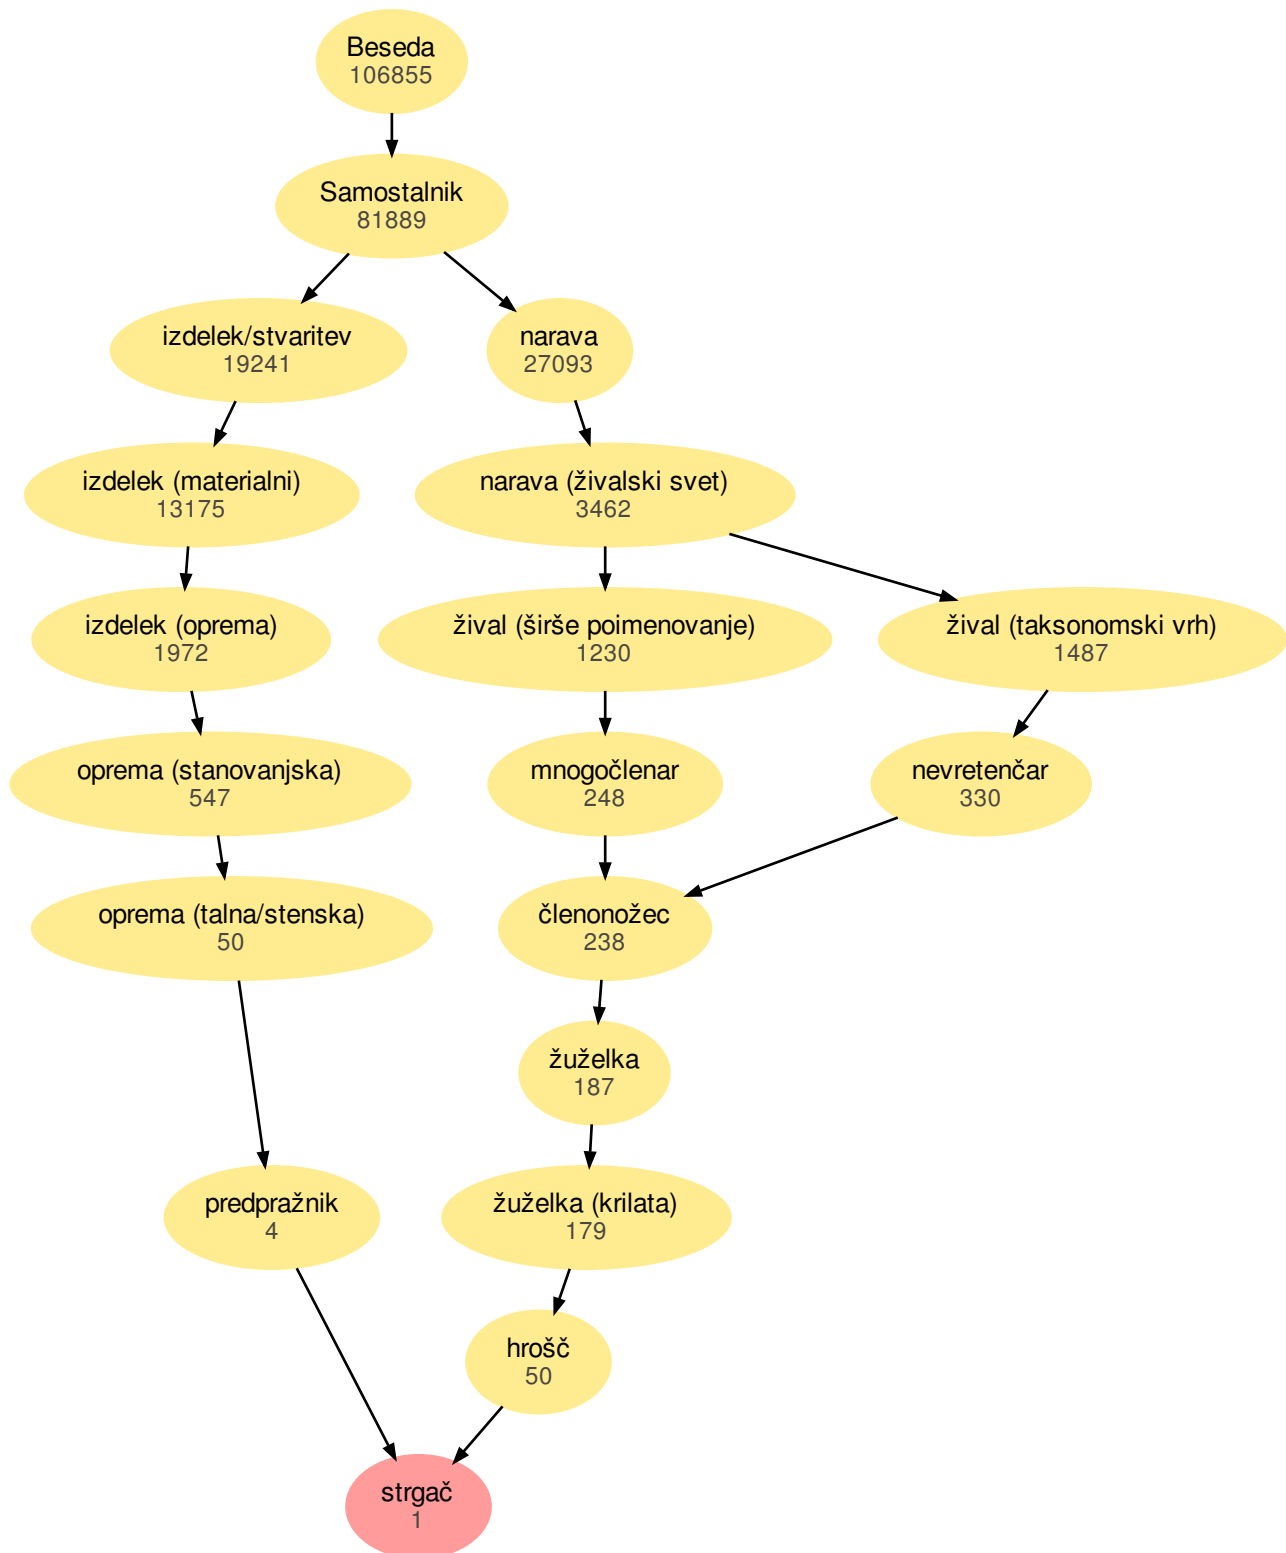 Beseda
106855
Samostalnik
81889
izdelek/stvaritev
19241
narava
27093
izdelek (materialni)
13175
narava (živalski svet)
3462
izdelek (oprema)
1972
žival (širše poimenovanje)
1230
žival (taksonomski vrh)
1487
oprema (stanovanjska)
547
mnogočlenar
248
nevretenčar
330
oprema (talna/stenska)
50
členonožec
238
žuželka
187
predpražnik
4
žuželka (krilata)
179
hrošč
50
strgač
1